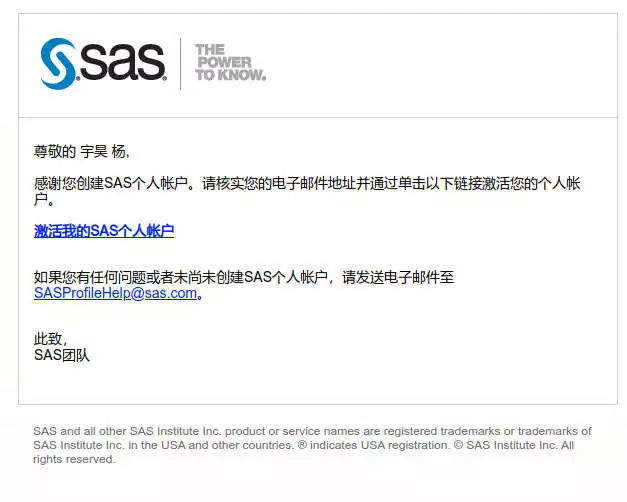 sas® THE
POWER
TO KNOW.
尊敬的 宇昊 杨,
感谢您创建SAS个人帐户。请核实您的电子邮件地址并通过单击以下链接激活您的个人帐
户。
激活我的SAS个人帐户
如果您有任何问题或者未尚未创建SAS个人帐户，请发送电子邮件至
SASProfileHelp@sas.com。
此致,
SAS团队
SAS and all other SAS Institute Inc. product or service names are registered trademarks or trademarks of
SAS Institute Inc. in the USA and other countries. ® indicates USA registration. © SAS Institute Inc. All
rights reserved.